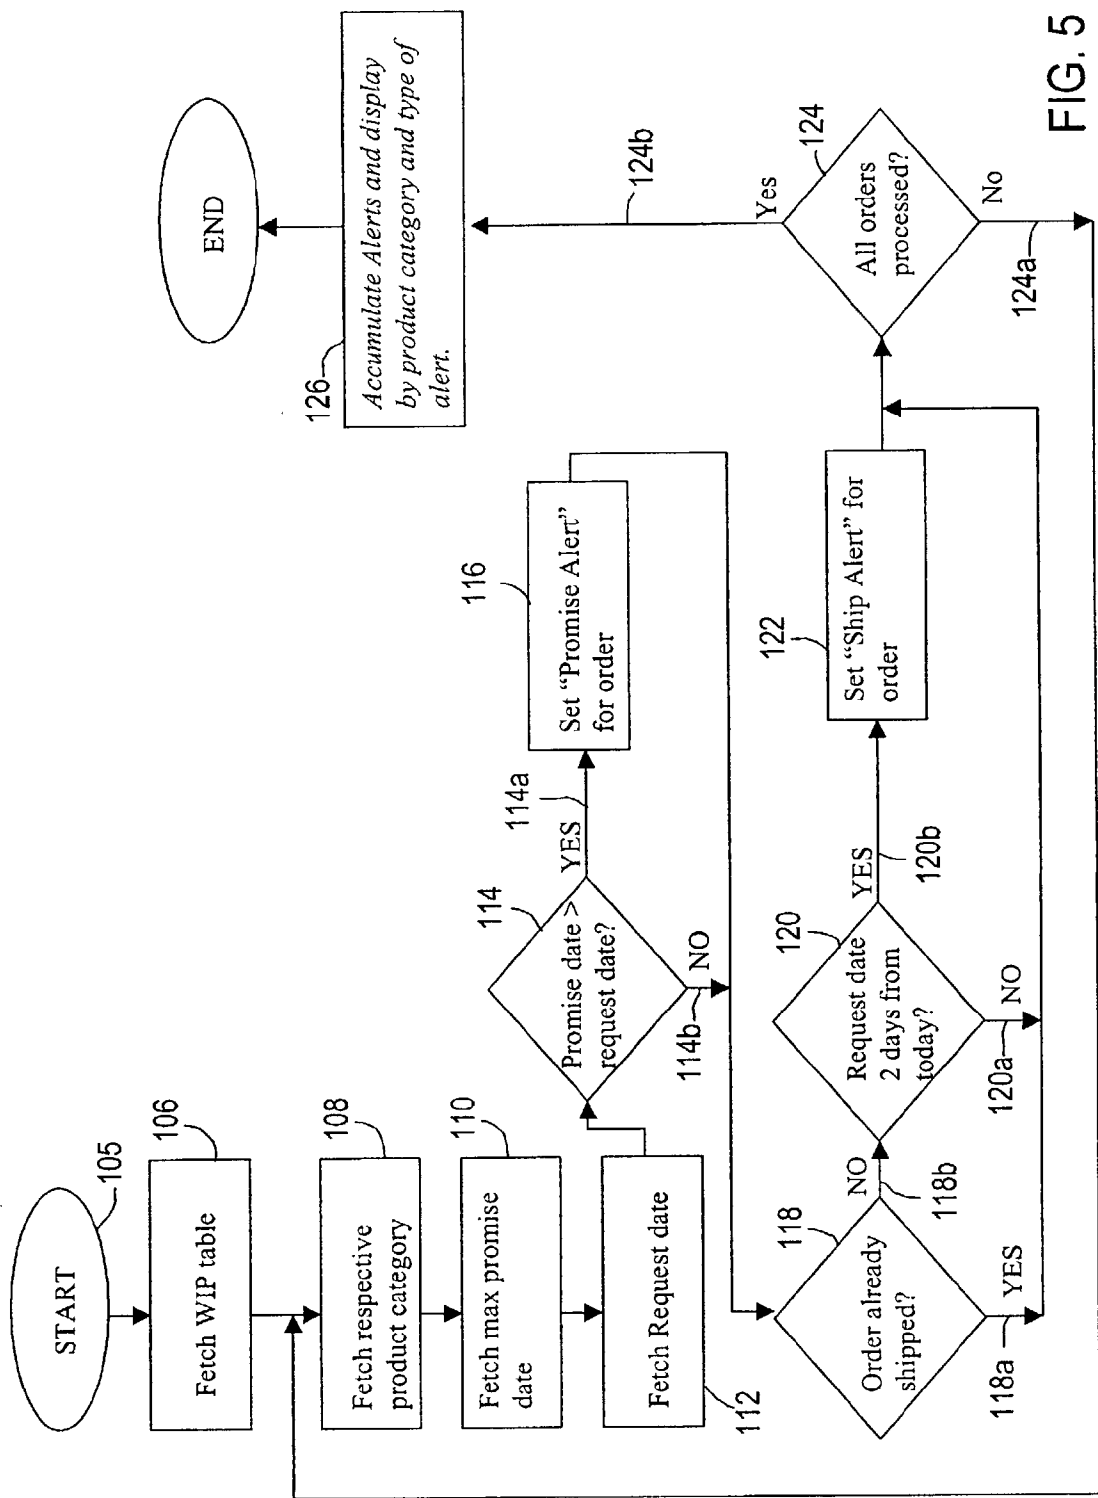 START
105
Fetch WIP table
106
Fetch respective
product category
108
Fetch max promise
date
110
Fetch Request date
112
Promise date >
request date?
114
YES
114a
NO
114b
Set “Promise Alert”
for order
116
Order already
shipped?
118
YES
118a
NO
118b
Request date
2 days from
today?
120
NO
120a
YES
120b
Set “Ship Alert” for
order
122
All orders
processed?
124
No
124a
Yes
124b
Accumulate Alerts and display
by product category and type of
alert.
126
END
FIG. 5